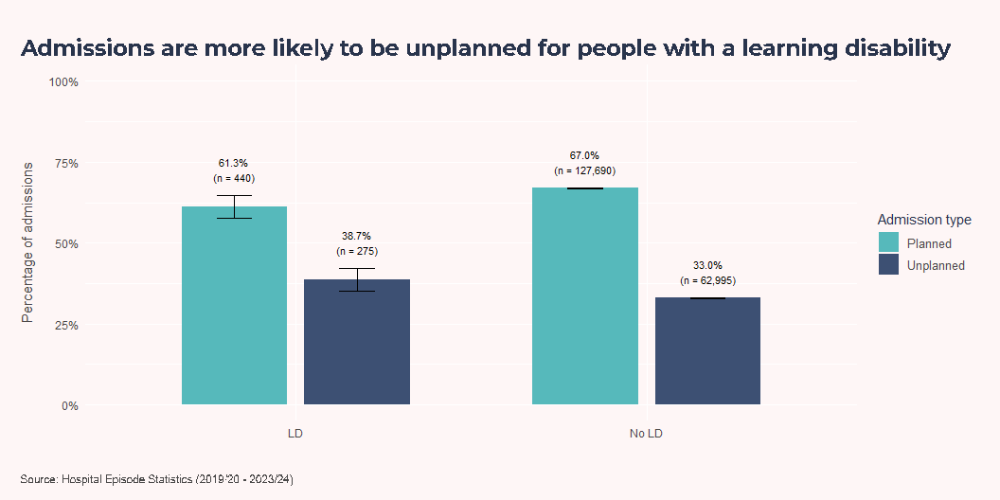 Admissions are more likely to be unplanned for people with a learning disability
Percentage of admissions
100%
75%
50%
25%
0%
61.3%
(n = 440)
38.7%
(n = 275)
67.0%
(n = 127,690)
33.0%
(n = 62,995)
LD
No LD
Admission type
Planned
Unplanned
Source: Hospital Episode Statistics (2019/20 - 2023/24)